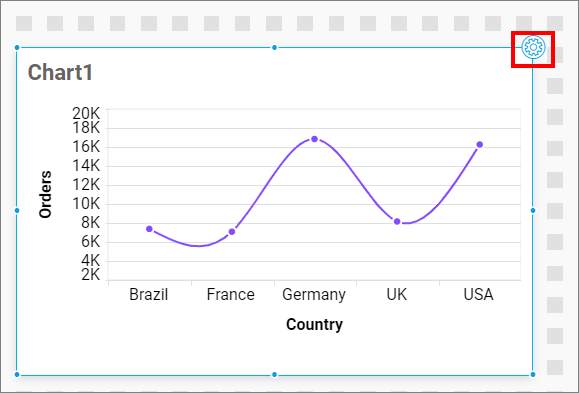 Chart1
20K
18K
16K
14K
12K
10K
8K
6K
4K
2K
Orders
Brazil France Germany UK USA
Country